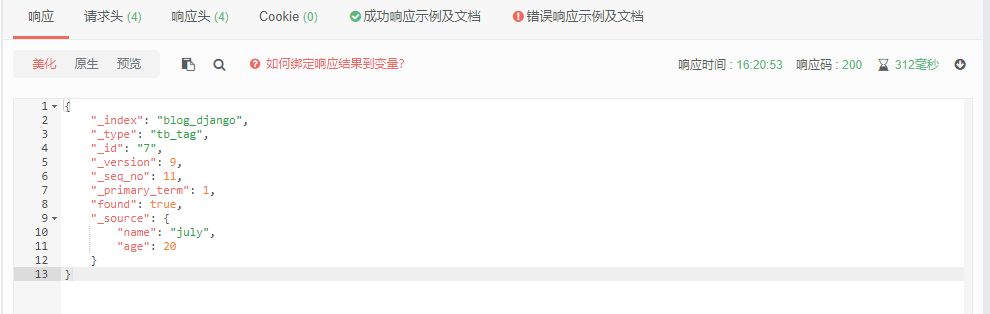 响应 请求头 (4) 响应头 (4) Cookie (0) 成功响应示例及文档 错误响应示例及文档
美化 原生 预览 如何绑定响应结果到变量? 响应时间 : 16:20:53 响应码 : 200 312毫秒
1 {
2 "_index": "blog_django",
3 "_type": "tb_tag",
4 "_id": "7",
5 "_version": 9,
6 "_seq_no": 11,
7 "_primary_term": 1,
8 "found": true,
9 "_source": {
10 "name": "july",
11 "age": 20
12 }
13 }